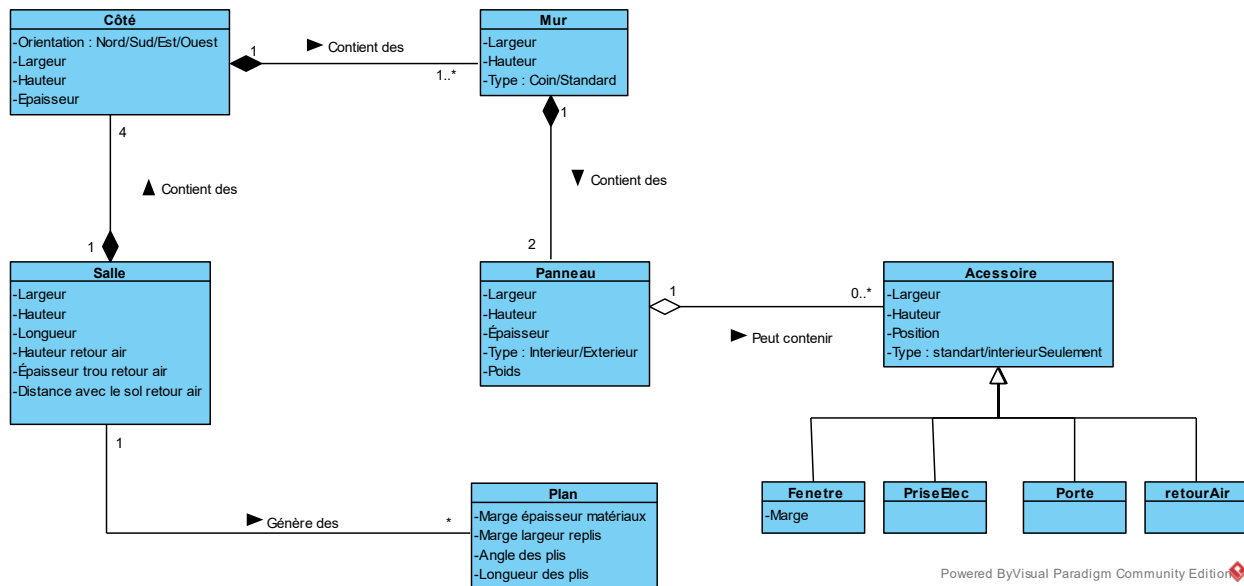 Côté
-Orientation : Nord/Sud/Est/Ouest
-Largeur
-Hauteur
-Epaisseur
1
Contient des
1..*
Mur
-Largeur
-Hauteur
-Type : Coin/Standard
4
Contient des
1
1
Contient des
2
Salle
-Largeur
-Hauteur
-Longueur
-Hauteur retour air
-Épaisseur trou retour air
-Distance avec le sol retour air
Panneau
-Largeur
-Hauteur
-Épaisseur
-Type : Interieur/Exterieur
-Poids
1
0..*
Peut contenir
Acessoire
-Largeur
-Hauteur
-Position
-Type : standart/interieurSeulement
1
Génère des
*
Plan
-Marge épaisseur matériaux
-Marge largeur replis
-Angle des plis
-Longueur des plis
Fenetre
-Marge
PriseElec
Porte
retourAir
Powered ByVisual Paradigm Community Edition